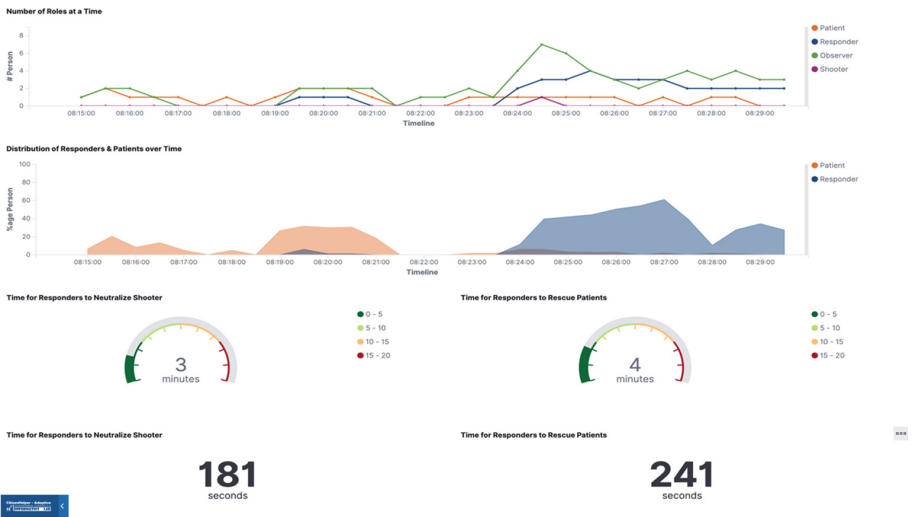 Number of Roles at a Time
# Person
8
6
4
2
0
08:15:00 08:16:00 08:17:00 08:18:00 08:19:00 08:20:00 08:21:00 08:22:00 08:23:00 08:24:00 08:25:00 08:26:00 08:27:00 08:28:00 08:29:00
Timeline
Patient
Responder
Observer
Shooter
Distribution of Responders & Patients over Time
%age Person
100
80
60
40
20
0
08:15:00 08:16:00 08:17:00 08:18:00 08:19:00 08:20:00 08:21:00 08:22:00 08:23:00 08:24:00 08:25:00 08:26:00 08:27:00 08:28:00 08:29:00
Timeline
Patient
Responder
Time for Responders to Neutralize Shooter
3
minutes
0 - 5
5 - 10
10 - 15
15 - 20
Time for Responders to Rescue Patients
4
minutes
0 - 5
5 - 10
10 - 15
15 - 20
Time for Responders to Neutralize Shooter
181
seconds
Time for Responders to Rescue Patients
241
seconds
CitizenHelper - Adaptive